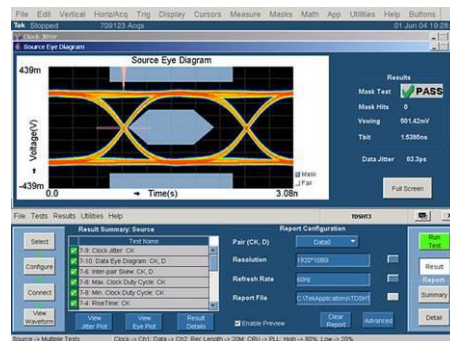 File Edit Vertical Horiz/Acq Trig Display Cursors Measure Masks Math App Utilities Help Buttons
Tek Stopped 709123 Acqs 01 Jun 04 19:28
Clock Jitter
Source Eye Diagram
Source Eye Diagram
439m
-439m
Voltage(V)
0.0
Time(s)
3.08n
Mask
Fail
Results
Mask Test PASS
Mask Hits 0
Vswing 501.42mV
Tbit 1.5385ns
Data Jitter 83.3ps
Full Screen
File Tests Results Utilities Help TDSHT3
Select
Configure
Connect
View Waveform
Result Summary: Source
Test Name
7-9: Clock Jitter: CK
7-10: Data Eye Diagram: CK, D
7-6: Inter-pair Skew: CK, D
7-8: Max. Clock Duty Cycle: CK
7-8: Min. Clock Duty Cycle: CK
7-4: RiseTime: CK
View Jitter Plot
View Eye Plot
Result Details
Report Configuration
Pair (CK, D) Data0
Resolution 1920*1080i
Refresh Rate 60Hz
Report File C:\TekApplications\TDSHT
Enable Preview
Clear Report
Advanced
Run Test
Result
Report
Summary
Detail
Source -> Multiple Tests Clock -> Ch1: Data -> Ch2: Rec Length -> 20M: CRU -> PLL: High -> 80%: Low -> 20%